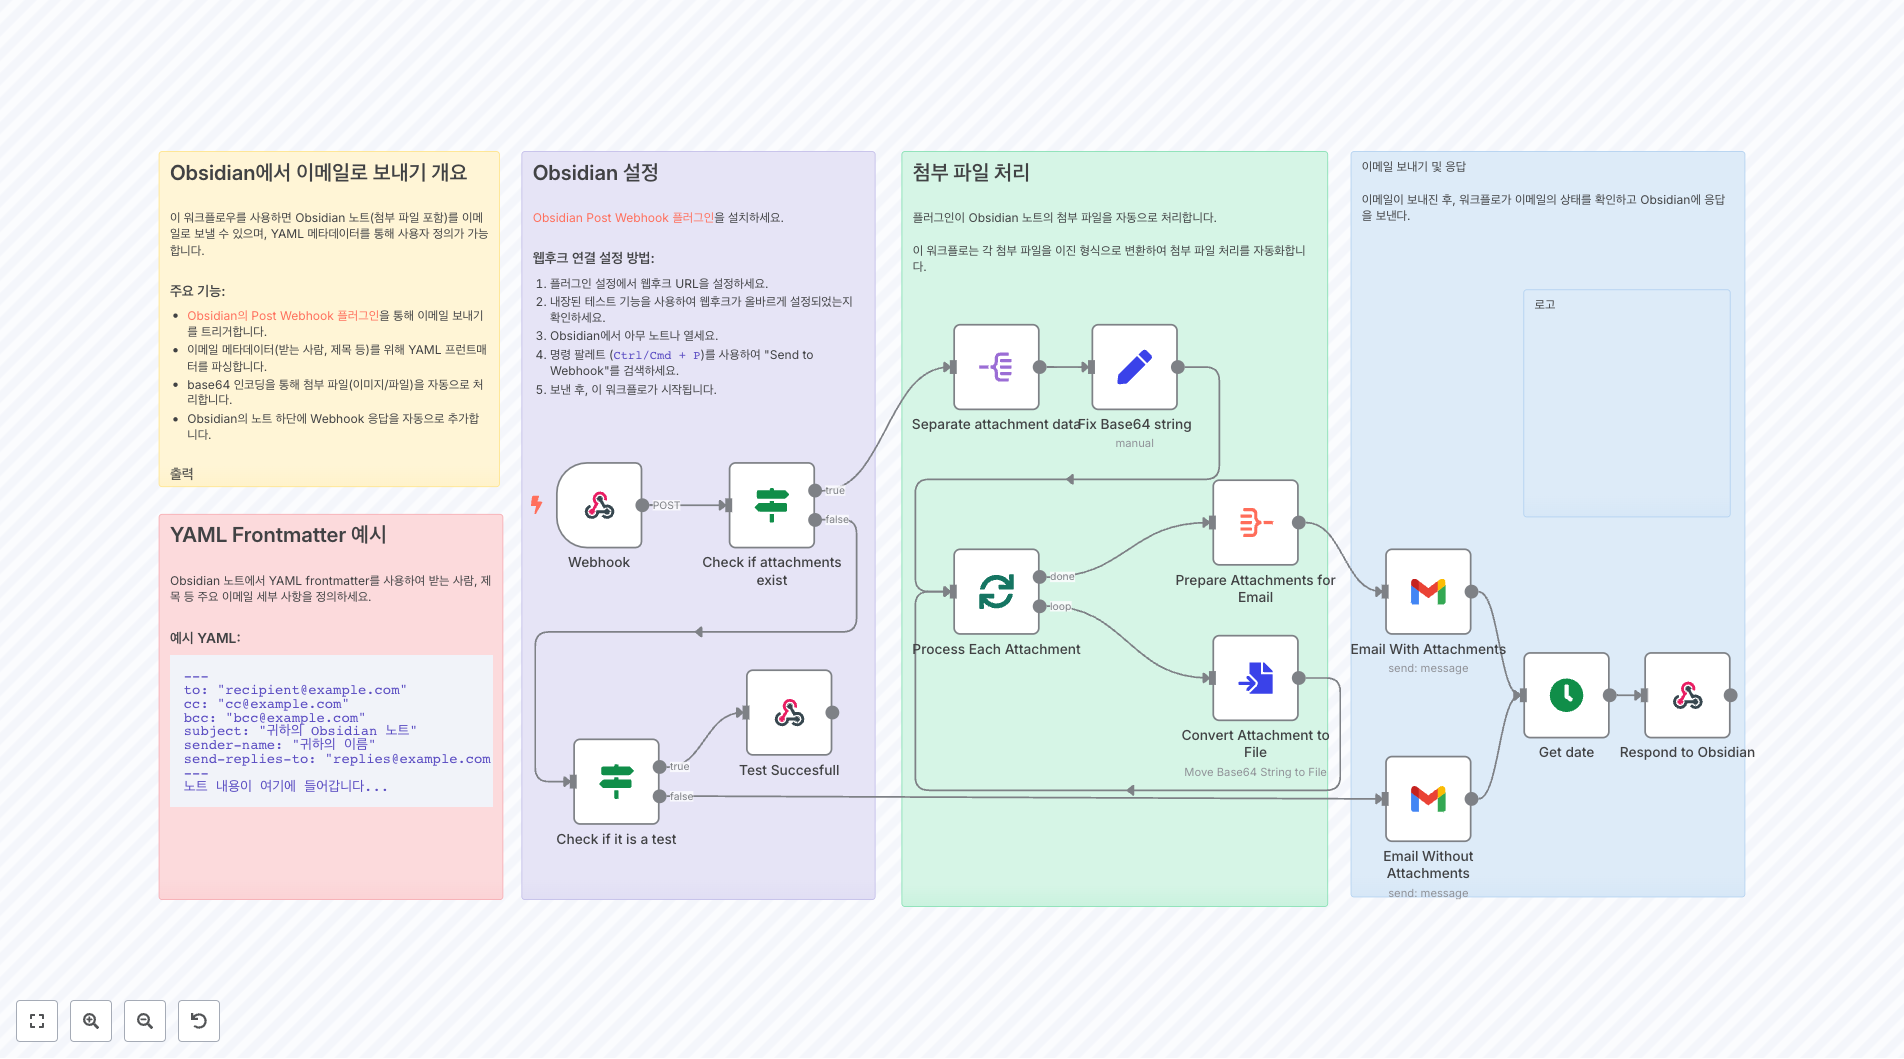 Obsidian에서 이메일로 보내기 개요
이 워크플로우를 사용하면 Obsidian 노트(첨부 파일 포함)를 이메
일로 보낼 수 있으며, YAML 메타데이터를 통해 사용자 정의가 가능
합니다.
주요 기능:
• Obsidian의 Post Webhook 플러그인을 통해 이메일 보내기
를 트리거합니다.
• 이메일 메타데이터(받는 사람, 제목 등)를 위해 YAML 프런트매
터를 파싱합니다.
• base64 인코딩을 통해 첨부 파일(이미지/파일)을 자동으로 처
리합니다.
• Obsidian의 노트 하단에 Webhook 응답을 자동으로 추가합
니다.
출력
YAML Frontmatter 예시
Obsidian 노트에서 YAML frontmatter를 사용하여 받는 사람, 제
목 등 주요 이메일 세부 사항을 정의하세요.
예시 YAML:
---
to: "recipient@example.com"
cc: "cc@example.com"
bcc: "bcc@example.com"
subject: "귀하의 Obsidian 노트"
sender-name: "귀하의 이름"
send-replies-to: "replies@example.com
---
노트 내용이 여기에 들어갑니다...
Obsidian 설정
Obsidian Post Webhook 플러그인을 설치하세요.
웹후크 연결 설정 방법:
1. 플러그인 설정에서 웹후크 URL을 설정하세요.
2. 내장된 테스트 기능을 사용하여 웹후크가 올바르게 설정되었는지
확인하세요.
3. Obsidian에서 아무 노트나 열세요.
4. 명령 팔레트 (Ctrl/Cmd + P)를 사용하여 "Send to
Webhook"를 검색하세요.
5. 보낸 후, 이 워크플로가 시작됩니다.
POST
true
false
Webhook
Check if attachments
exist
true
false
Test Succesfull
Check if it is a test
첨부 파일 처리
플러그인이 Obsidian 노트의 첨부 파일을 자동으로 처리합니다.
이 워크플로는 각 첨부 파일을 이진 형식으로 변환하여 첨부 파일 처리를 자동화합니
다.
Separate attachment data
Fix Base64 string
manual
done
loop
Process Each Attachment
Prepare Attachments for
Email
Convert Attachment to
File
Move Base64 String to File
이메일 보내기 및 응답
이메일이 보내진 후, 워크플로가 이메일의 상태를 확인하고 Obsidian에 응답
을 보낸다.
로고
Email With Attachments
send: message
Get date
Respond to Obsidian
Email Without
Attachments
send: message